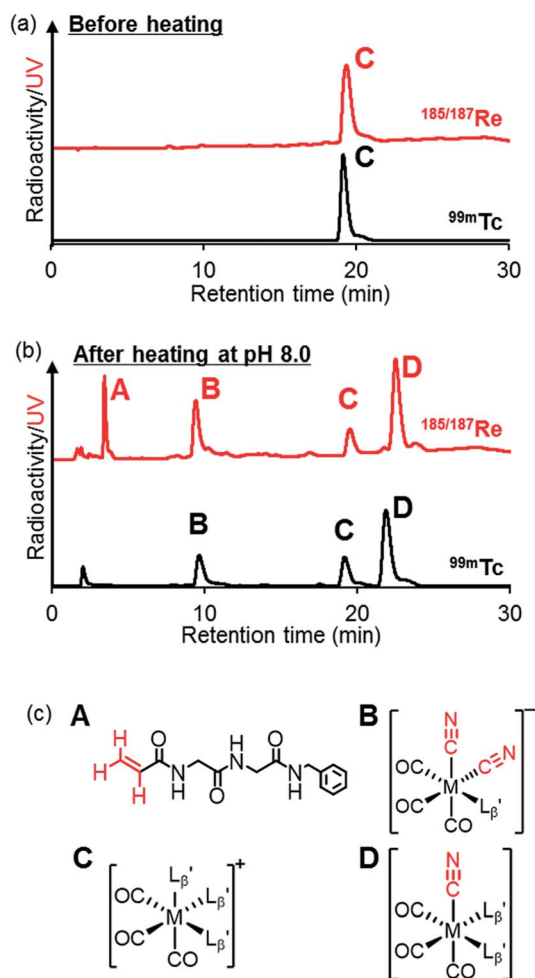 (a) Before heating
Radioactivity/UV
C
185/187Re
C
99mTc
0 10 20 30
Retention time (min)
(b) After heating at pH 8.0
Radioactivity/UV
A B C D
185/187Re
B C D
99mTc
0 10 20 30
Retention time (min)
(c) A
H
H
H
O
N
H
O
H
N
O
N
H
B
N
C
C≡N
OC
OC
M
Lβ'
CO
−
C
Lβ'
OC
Lβ'
M
OC
Lβ'
CO
+
D
N
C
OC
Lβ'
M
OC
Lβ'
CO